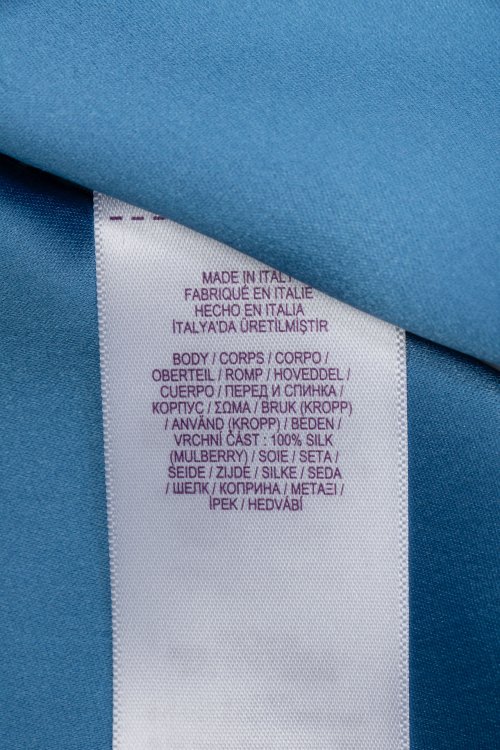 MADE IN ITALY
FABRIQUÉ EN ITALIE
HECHO EN ITALIA
İTALYA'DA ÜRETİLMİŞTİR
BODY / CORPS / CORPO /
OBERTEIL / ROMP / HOVEDDEL /
CUERPO / ПЕРЕД И СПИНКА /
КОРПУС / ΣΩΜΑ / BRUK (KROPP)
/ ANVÄND (KROPP) / BEDEN /
VRCHNÍ ČÁST : 100% SILK
(MULBERRY) / SOIE / SETA /
SEIDE / ZIJDE / SILKE / SEDA
/ ШЕЛК / КОПРИНА / ΜΕΤΑΞΙ /
İPEK / HEDVÁBÍ